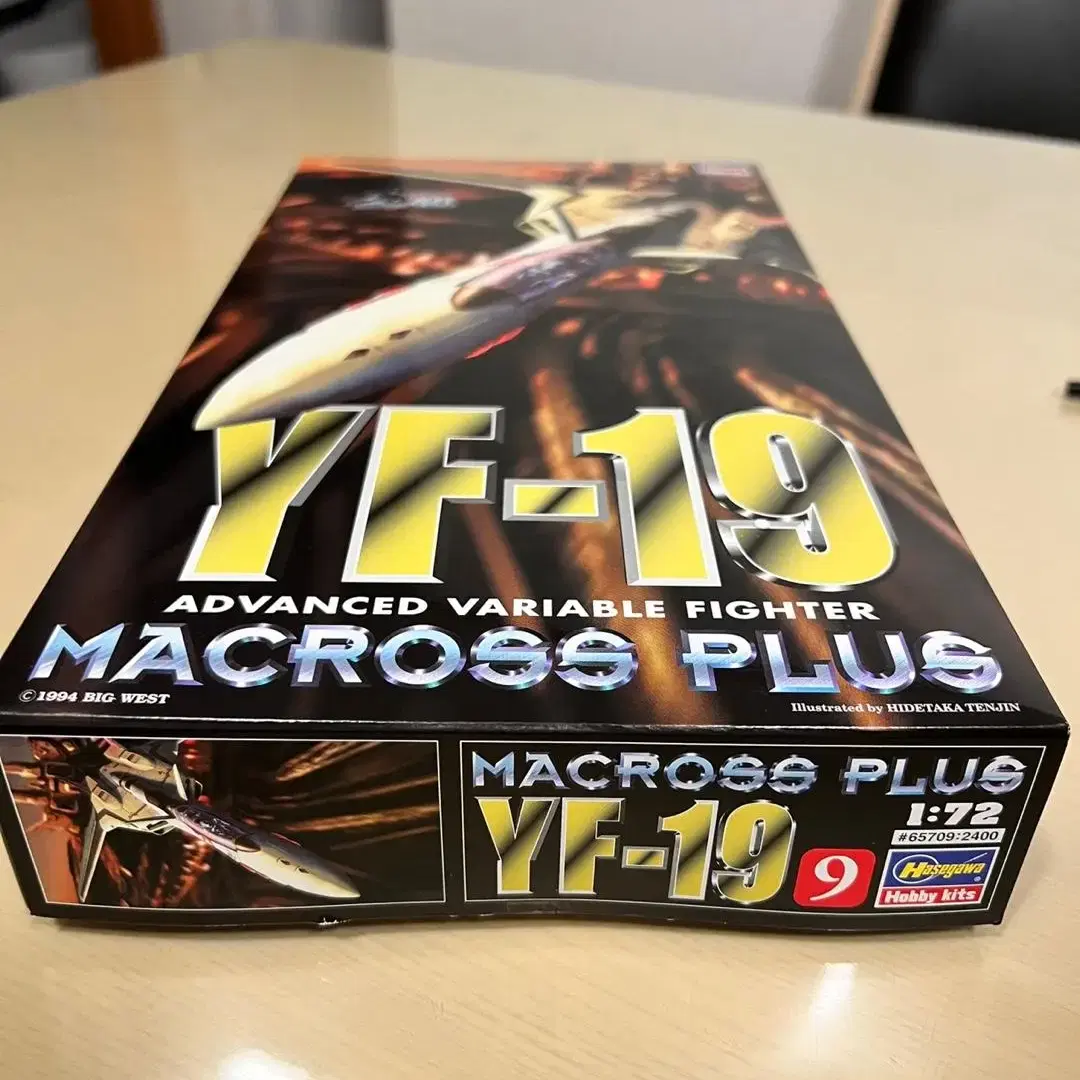 YF-19
ADVANCED VARIABLE FIGHTER
MACROSS PLUS
©1994 BIG WEST
Illustrated by HIDETAKA TENJIN
MACROSS PLUS
YF-19
1:72
#65709:2400
9
Hasegawa
Hobby kits